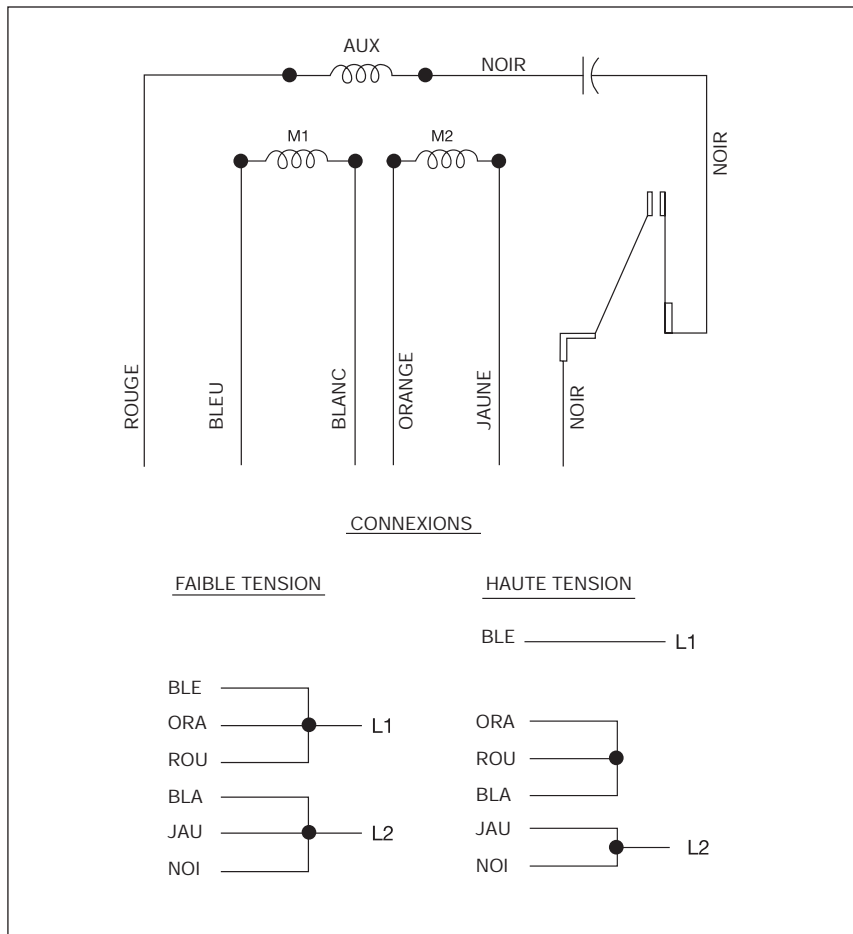 AUX
NOIR
NOIR
M1
M2
ROUGE
BLEU
BLANC
ORANGE
JAUNE
NOIR
CONNEXIONS
FAIBLE TENSION
HAUTE TENSION
BLE
L1
BLE
ORA
L1
ROU
BLA
JAU
L2
NOI
ORA
ROU
BLA
JAU
L2
NOI